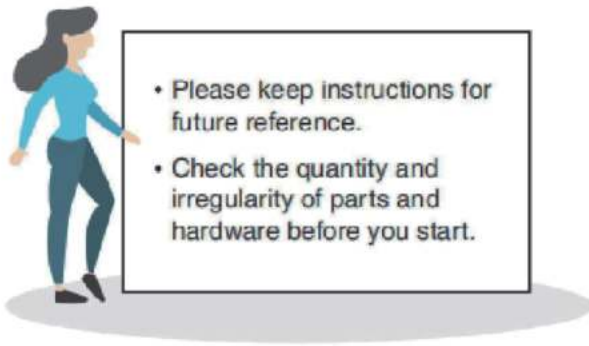 • Please keep instructions for
future reference.
• Check the quantity and
irregularity of parts and
hardware before you start.